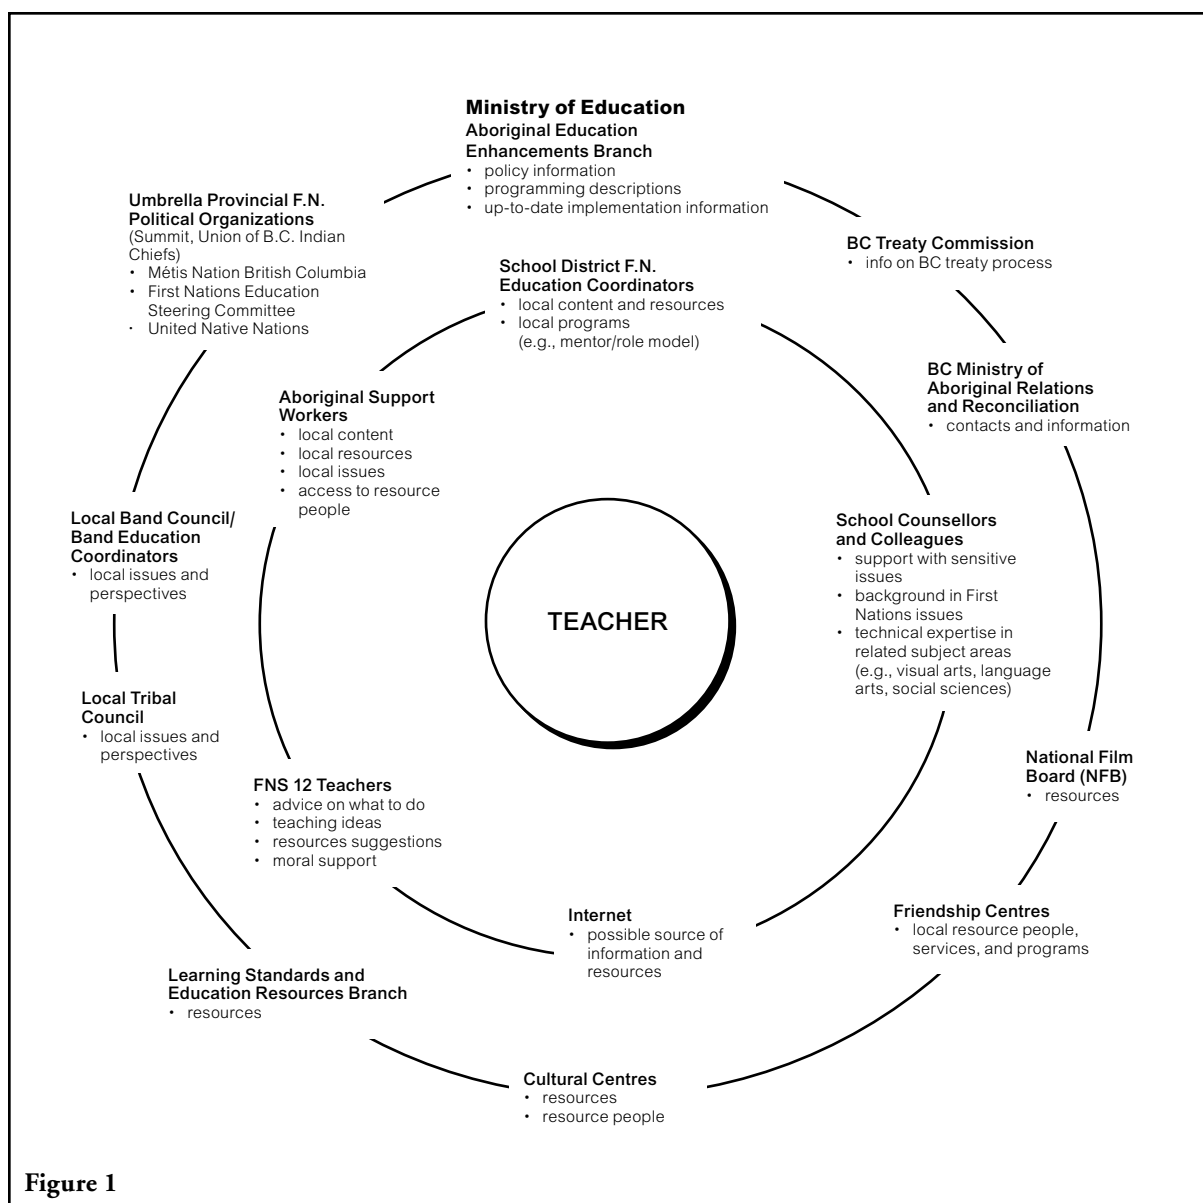 Ministry of Education
Aboriginal Education
Enhancements Branch
• policy information
• programming descriptions
• up-to-date implementation information
Umbrella Provincial F.N.
Political Organizations
(Summit, Union of B.C. Indian
Chiefs)
• Métis Nation British Columbia
• First Nations Education
Steering Committee
• United Native Nations
BC Treaty Commission
• info on BC treaty process
School District F.N.
Education Coordinators
• local content and resources
• local programs
(e.g., mentor/role model)
BC Ministry of
Aboriginal Relations
and Reconciliation
• contacts and information
Aboriginal Support
Workers
• local content
• local resources
• local issues
• access to resource
people
Local Band Council/
Band Education
Coordinators
• local issues and
perspectives
School Counsellors
and Colleagues
• support with sensitive
issues
• background in First
Nations issues
• technical expertise in
related subject areas
(e.g., visual arts, language
arts, social sciences)
TEACHER
Local Tribal
Council
• local issues and
perspectives
National Film
Board (NFB)
• resources
FNS 12 Teachers
• advice on what to do
• teaching ideas
• resources suggestions
• moral support
Internet
• possible source of
information and
resources
Friendship Centres
• local resource people,
services, and programs
Learning Standards and
Education Resources Branch
• resources
Cultural Centres
• resources
• resource people
Figure 1